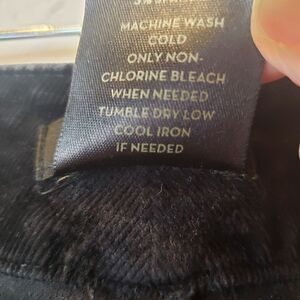 MACHINE WASH
COLD
ONLY NON-
CHLORINE BLEACH
WHEN NEEDED
TUMBLE DRY LOW
COOL IRON
IF NEEDED